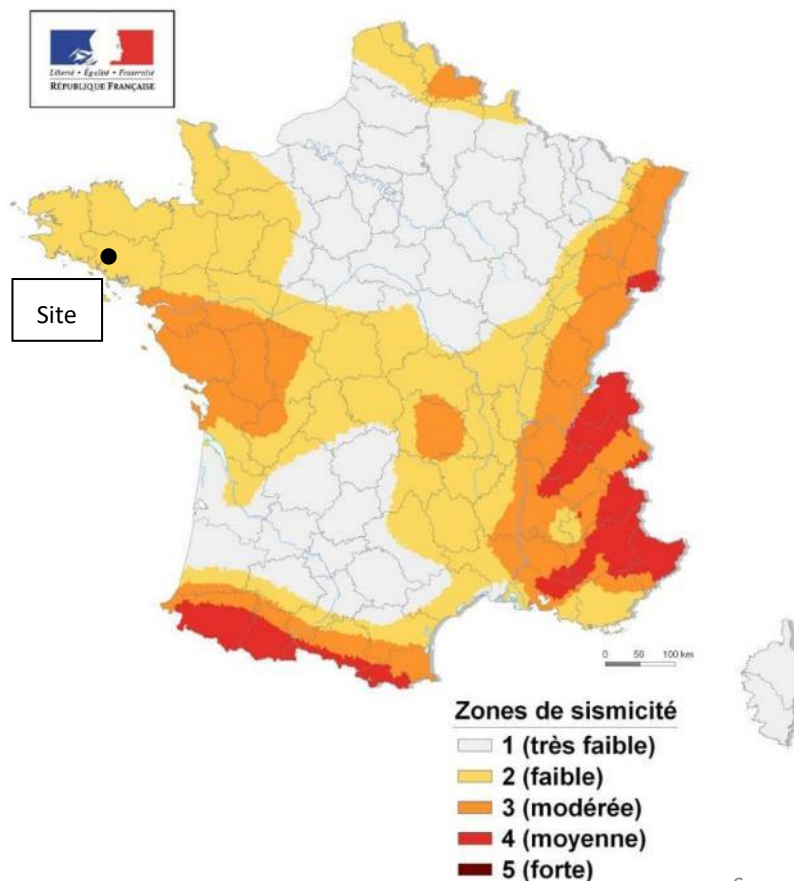 Liberté • Égalité • Fraternité
RÉPUBLIQUE FRANÇAISE
Site
0 50 100 km
Zones de sismicité
1 (très faible)
2 (faible)
3 (modérée)
4 (moyenne)
5 (forte)